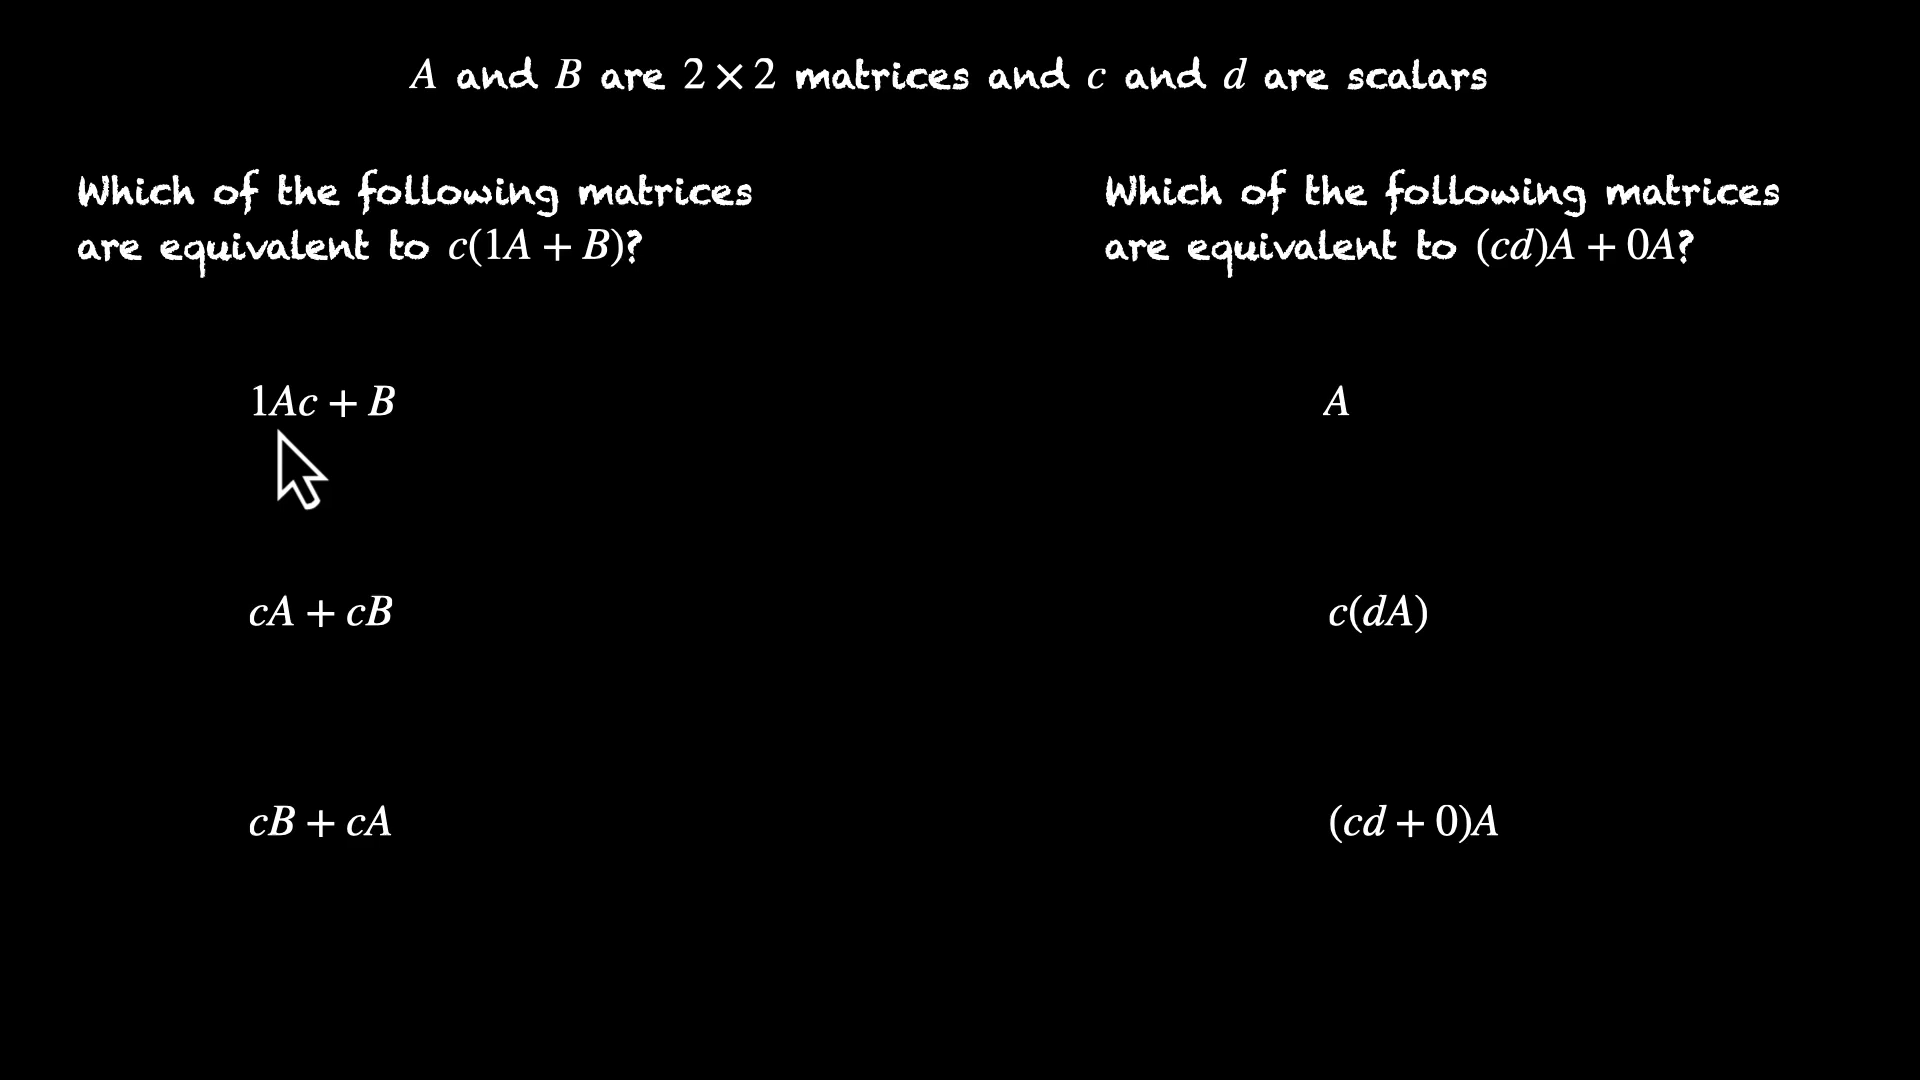 A and B are 2 × 2 matrices and c and d are scalars
Which of the following matrices
are equivalent to c(1A + B)?
1Ac + B
cA + cB
cB + cA
Which of the following matrices
are equivalent to (cd)A + 0A?
A
c(dA)
(cd + 0)A